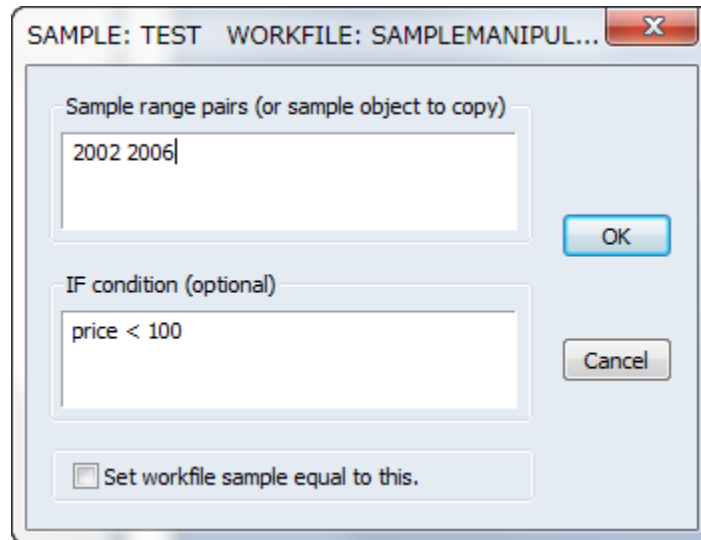 SAMPLE: TEST WORKFILE: SAMPLEMANIPUL...
Sample range pairs (or sample object to copy)
2002 2006
OK
IF condition (optional)
price < 100
Cancel
Set workfile sample equal to this.